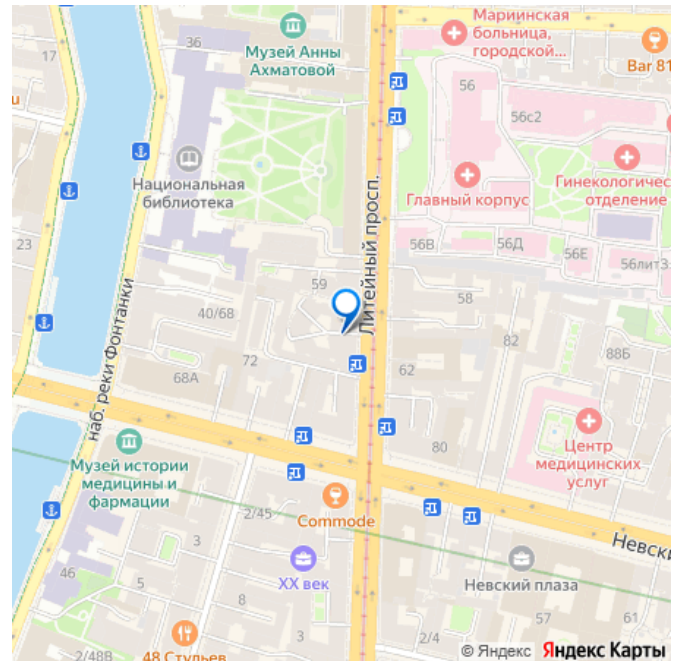 36
17
u
Музей Анны
Ахматовой
Мариинская
больница,
городской...
Bar 81
56
56с2
Национальная
библиотека
Литейный просп.
Главный корпус
Гинекологичес
отделение
23
56В
56Д
56Е
56лит3
59
58
40/68
82
88Б
72
68А
62
наб. реки Фонтанки
80
Центр
медицинских
услуг
Музей истории
медицины и
фармации
Commode
2/45
3
Невски
46
5
XX век
Невский плаза
8
3
57
61
2/4
2/48В
48 Стульев
© Яндекс Яндекс Карты